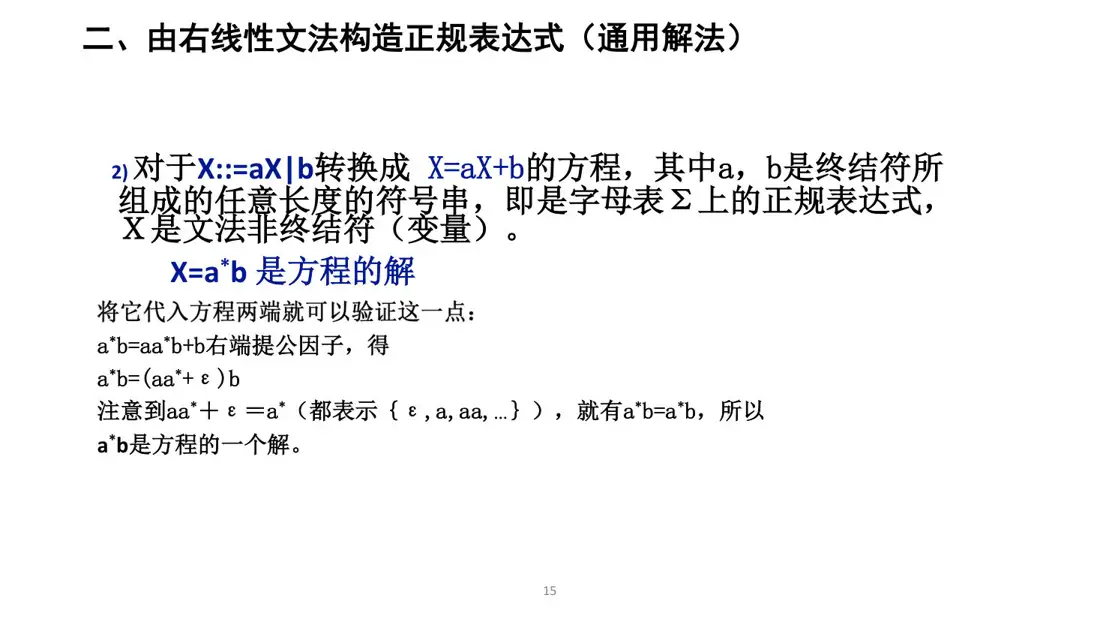 二、由右线性文法构造正规表达式（通用解法）
2) 对于X::=aX|b转换成 X=aX+b的方程，其中a，b是终结符所
组成的任意长度的符号串，即是字母表Σ上的正规表达式，
X是文法非终结符（变量）。
X=a*b 是方程的解
将它代入方程两端就可以验证这一点：
a*b=aa*b+b右端提公因子，得
a*b=(aa*+ε)b
注意到aa*＋ε＝a*（都表示｛ε,a,aa,…｝），就有a*b=a*b，所以
a*b是方程的一个解。
15